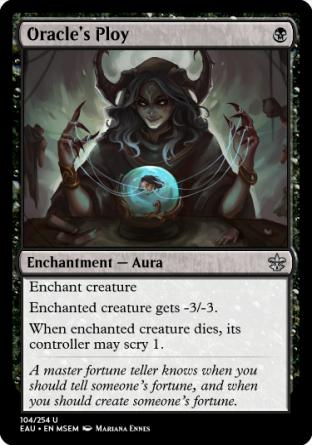 Oracle's Ploy
Enchantment — Aura
Enchant creature
Enchanted creature gets -3/-3.
When enchanted creature dies, its
controller may scry 1.
A master fortune teller knows when you
should tell someone's fortune, and when
you should create someone's fortune.
104/254 U
EAU • EN MSEM Mariana Ennes